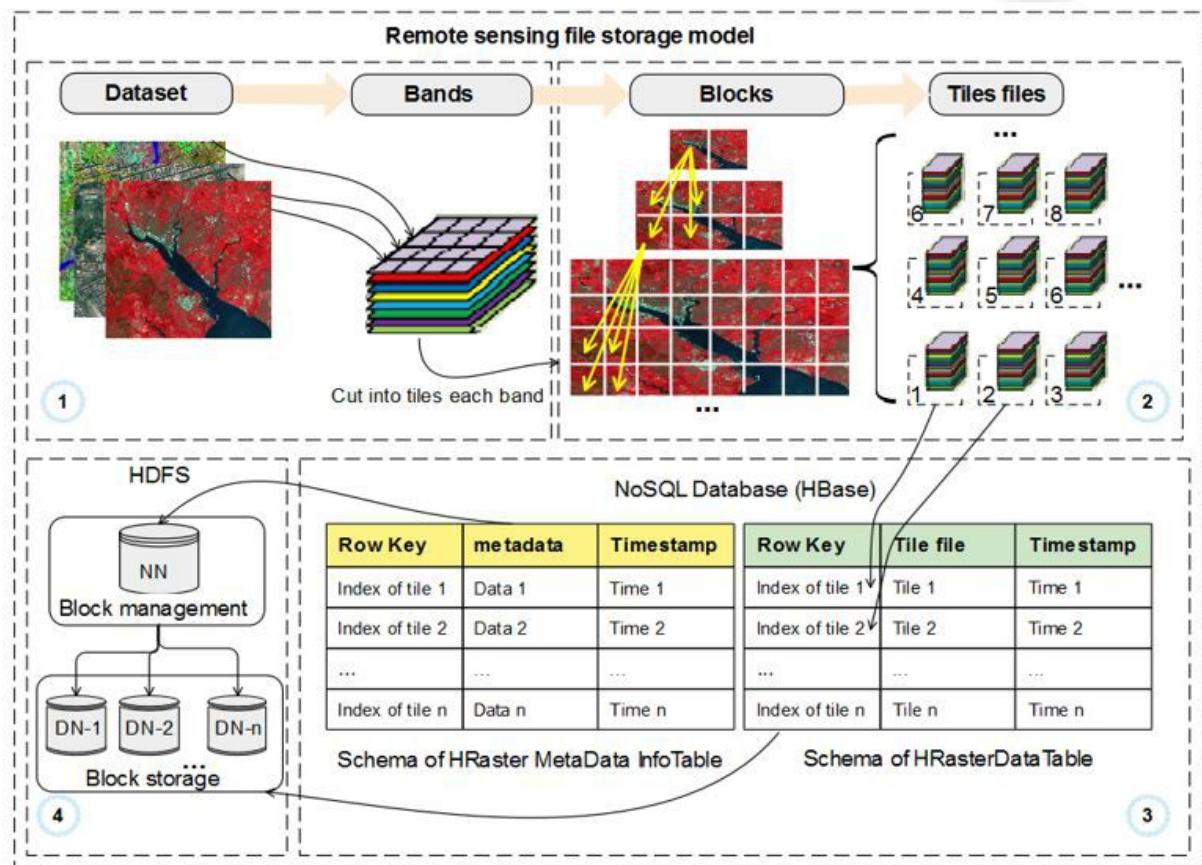 Remote sensing file storage model
Dataset
Bands
Blocks
Tiles files
...
6
7
8
4
5
6
...
1
2
3
Cut into tiles each band
...
1
2
HDFS
NN
Block management
DN-1
DN-2
DN-n
...
Block storage
4
NoSQL Database (HBase)
Row Key metadata Timestamp
Index of tile 1 Data 1 Time 1
Index of tile 2 Data 2 Time 2
... ... ...
Index of tile n Data n Time n
Schema of HRaster MetaData InfoTable
Row Key Tile file Timestamp
Index of tile 1 Tile 1 Time 1
Index of tile 2 Tile 2 Time 2
... ... ...
Index of tile n Tile n Time n
Schema of HRasterDataTable
3